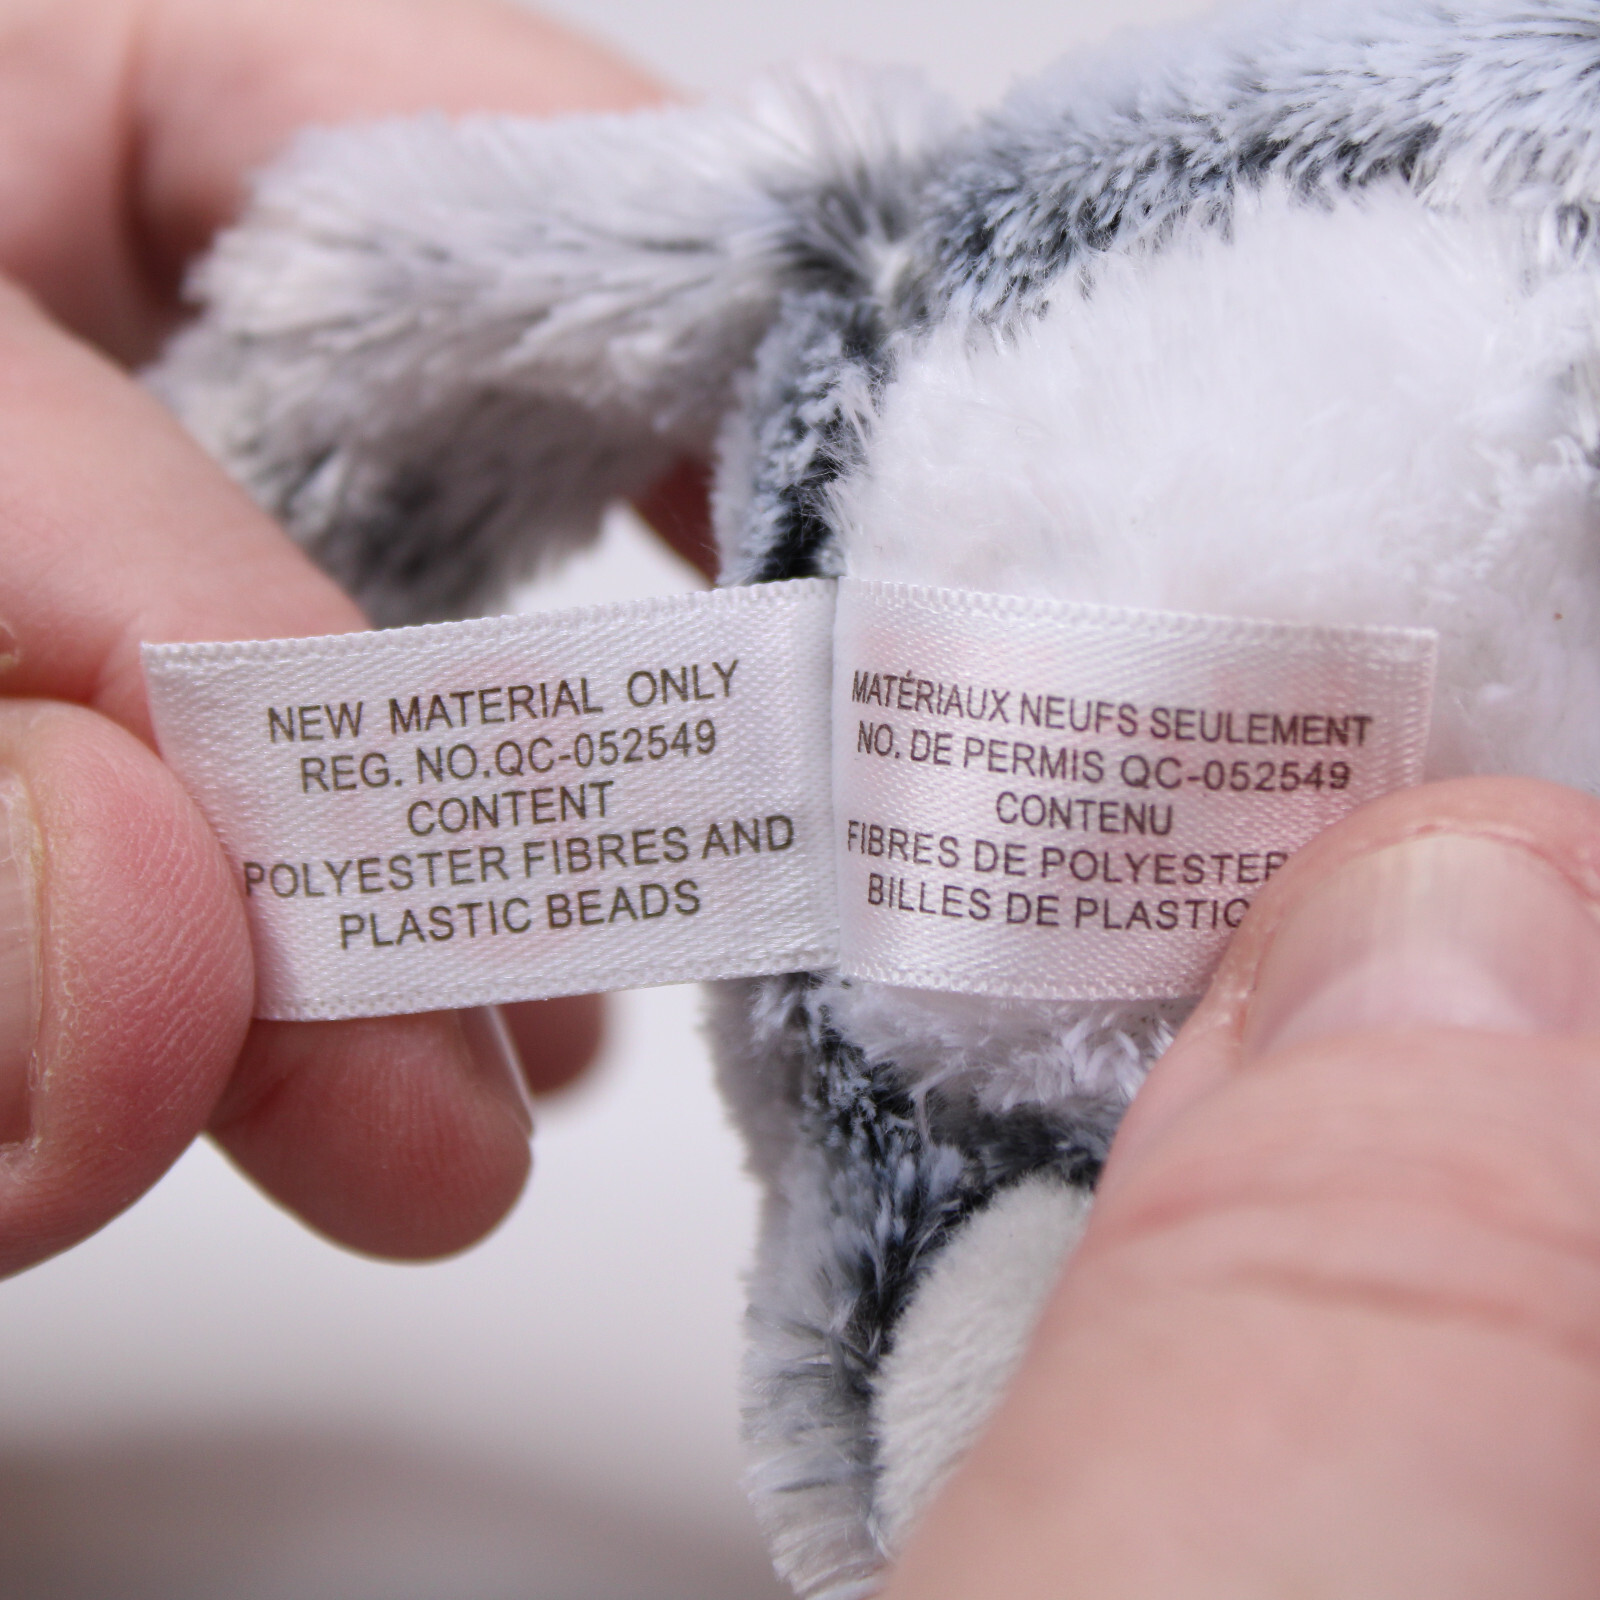 NEW MATERIAL ONLY
REG. NO.QC-052549
CONTENT
POLYESTER FIBRES AND
PLASTIC BEADS
MATÉRIAUX NEUFS SEULEMENT
NO. DE PERMIS QC-052549
CONTENU
FIBRES DE POLYESTER
BILLES DE